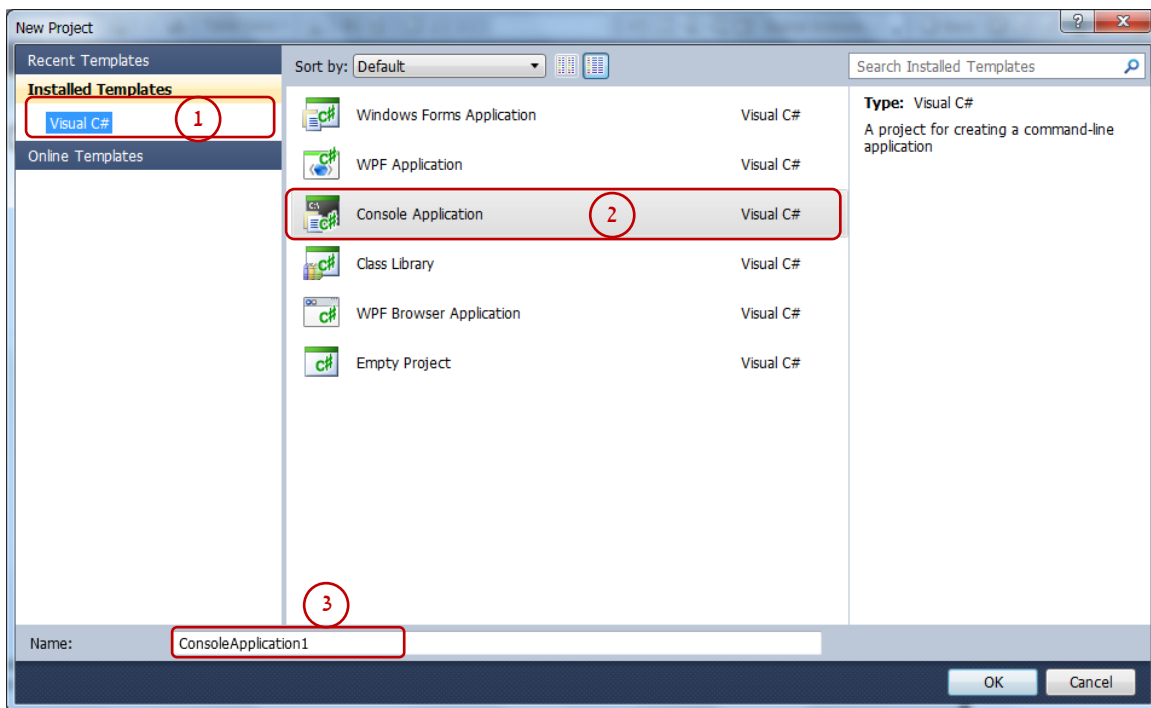 New Project
?
X
Recent Templates
Installed Templates
Visual C#
1
Online Templates
Sort by: Default
Windows Forms Application Visual C#
WPF Application Visual C#
Console Application 2 Visual C#
Class Library Visual C#
WPF Browser Application Visual C#
Empty Project Visual C#
Search Installed Templates
Type: Visual C#
A project for creating a command-line
application
3
Name: ConsoleApplication1
OK Cancel